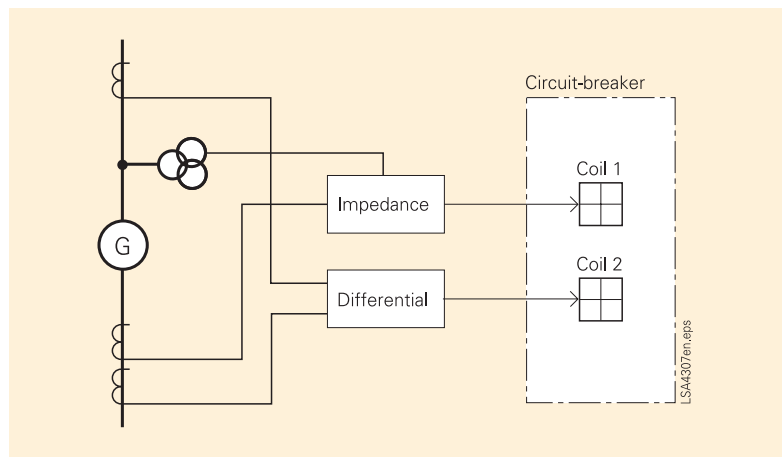 Circuit-breaker
Coil 1
Impedance
G
Coil 2
Differential
LSA4307en.eps